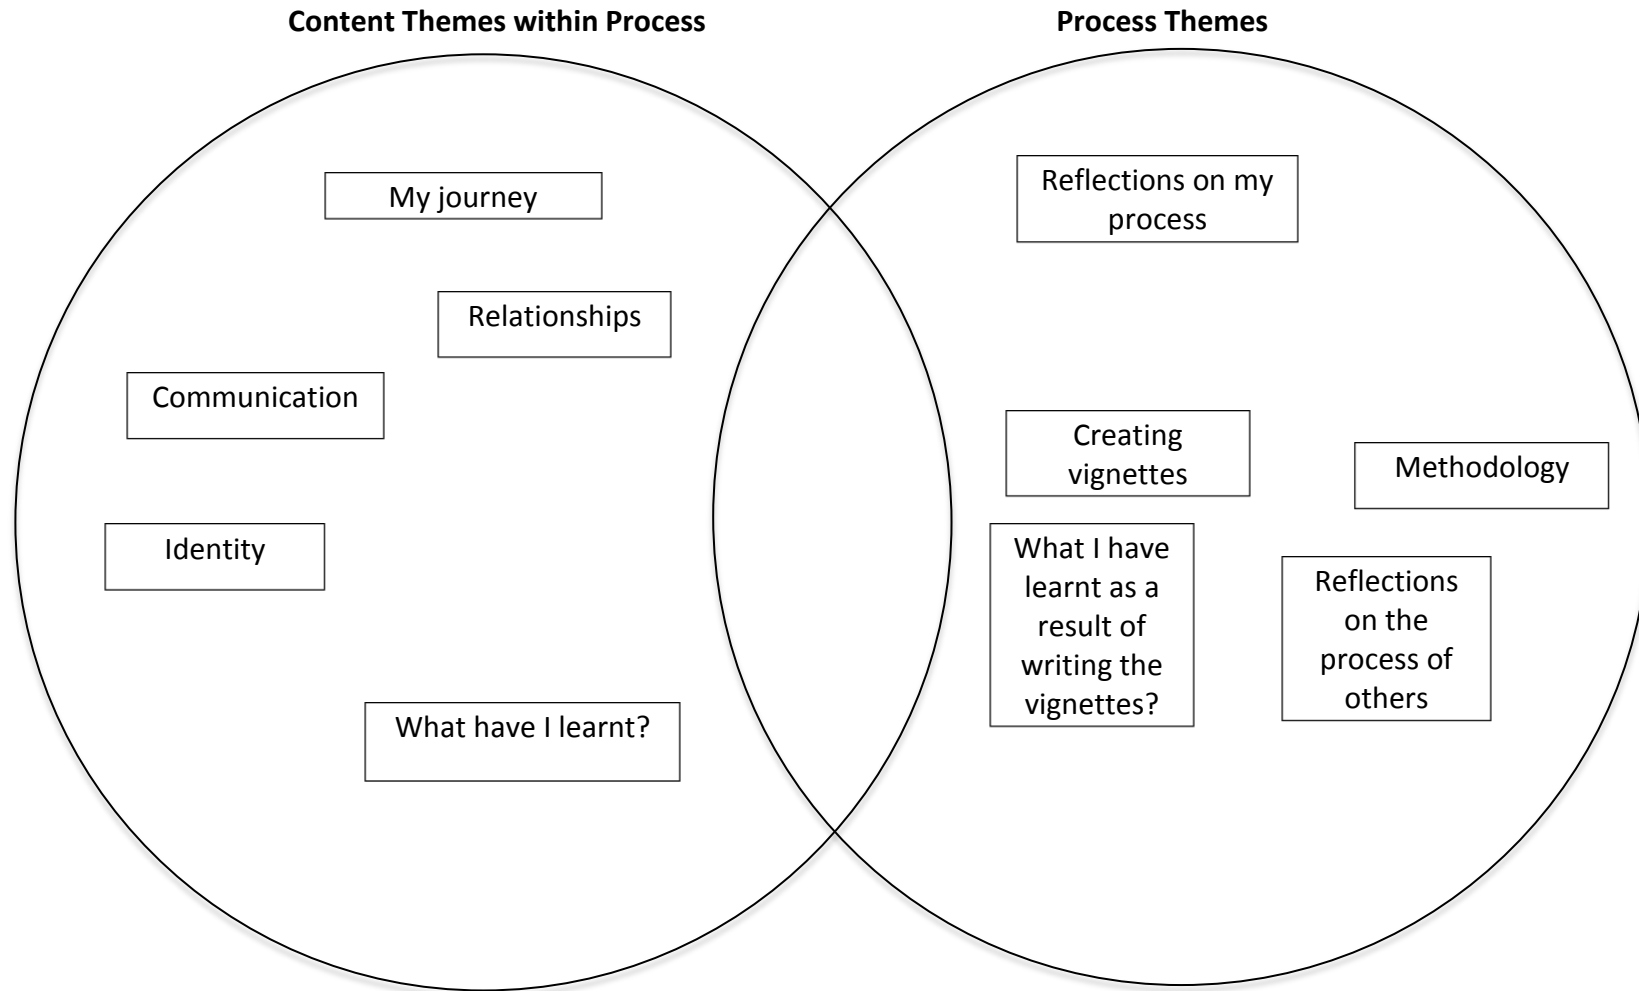 Content Themes within Process
Process Themes
My journey
Relationships
Communication
Identity
What have I learnt?
Reflections on my
process
Creating
vignettes
Methodology
What I have
learnt as a
result of
writing the
vignettes?
Reflections
on the
process of
others